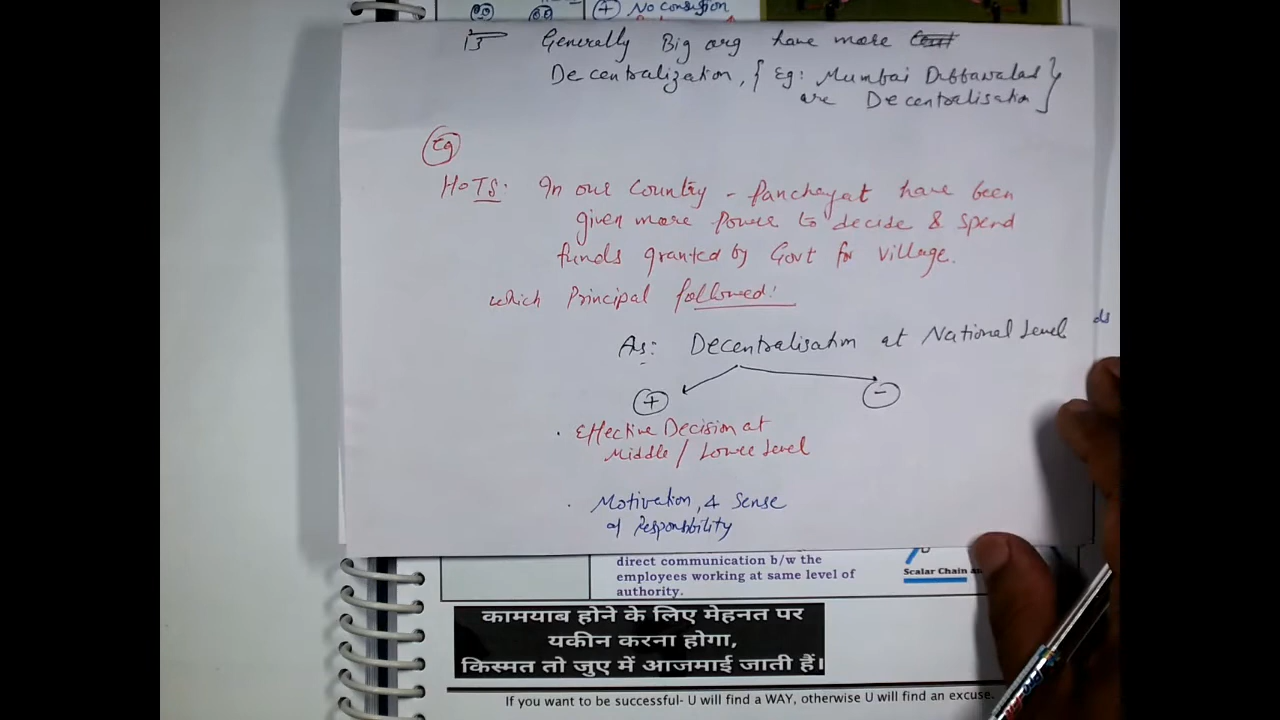 + No consign
Generally Big org have more
Decentralization, { Eg: Mumbai Dabbawalas }
are Decentralisation
Eg
HOTS: In our Country - Panchayat have been
given more Power to decide & Spend
funds granted by Govt for Village.
which Principal followed:
As: Decentralisatin at National Level
ds
+
-
· Effective Decision at
Middle / Lower Level
· Motivation, & Sense
of Responsibility
direct communication b/w the
employees working at same level of
authority.
Scalar Chain
कामयाब होने के लिए मेहनत पर
यकीन करना होगा,
किस्मत तो जुए में आजमाई जाती हैं।
If you want to be successful- U will find a WAY, otherwise U will find an excuse.